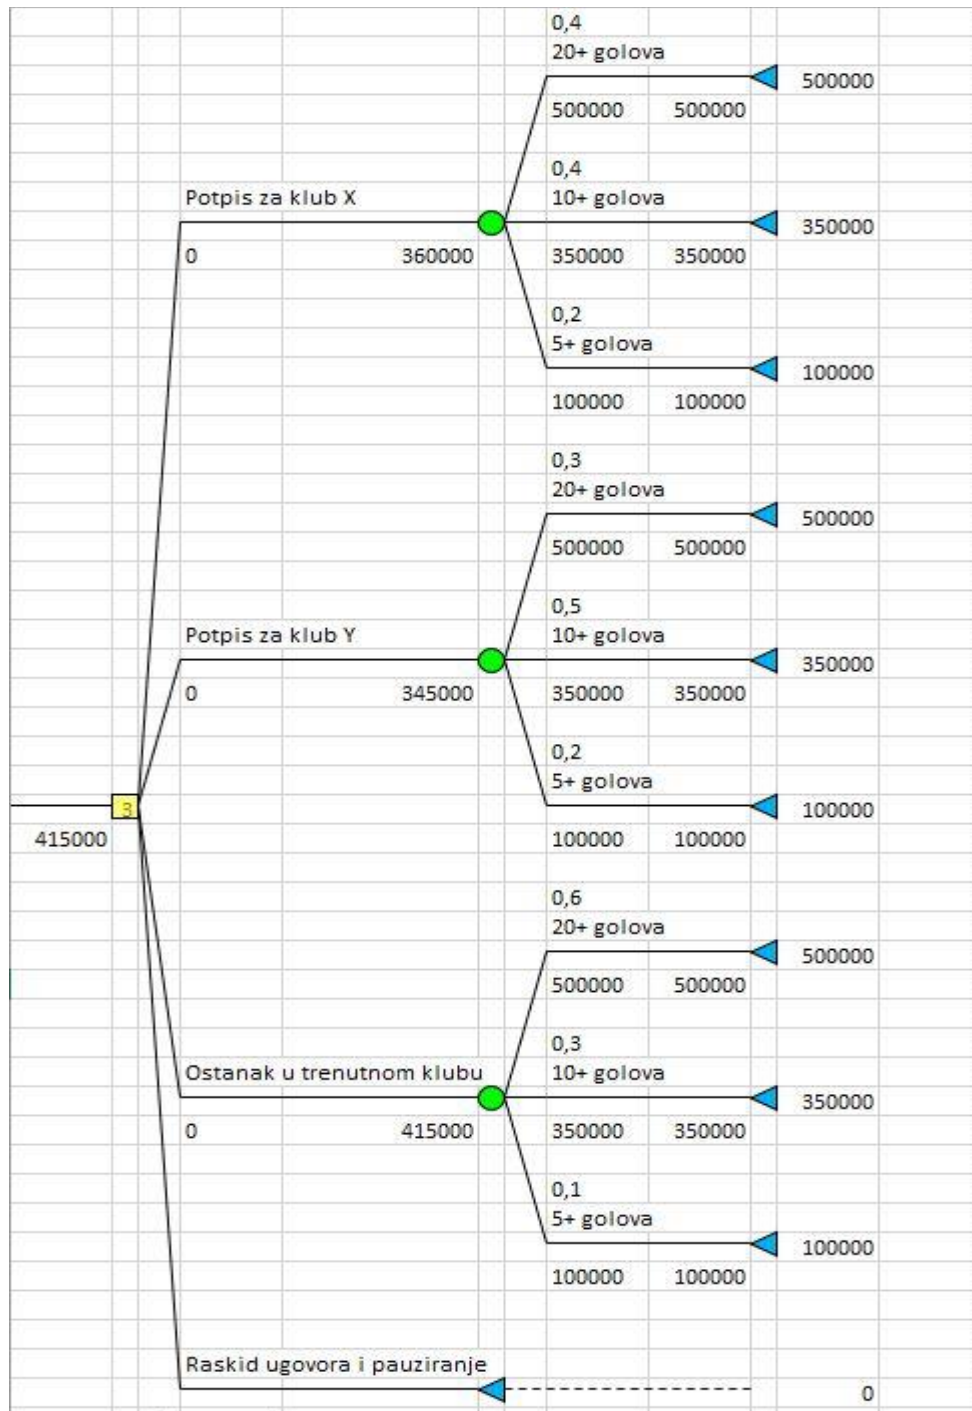 0,4
20+ golova
500000
500000 500000
0,4
Potpis za klub X 10+ golova
350000
0 360000 350000 350000
0,2
5+ golova
100000
100000 100000
0,3
20+ golova
500000
500000 500000
0,5
Potpis za klub Y 10+ golova
350000
0 345000 350000 350000
0,2
5+ golova
3 100000
415000 100000 100000
0,6
20+ golova
500000
500000 500000
0,3
Ostanak u trenutnom klubu 10+ golova
350000
0 415000 350000 350000
0,1
5+ golova
100000
100000 100000
Raskid ugovora i pauziranje
0